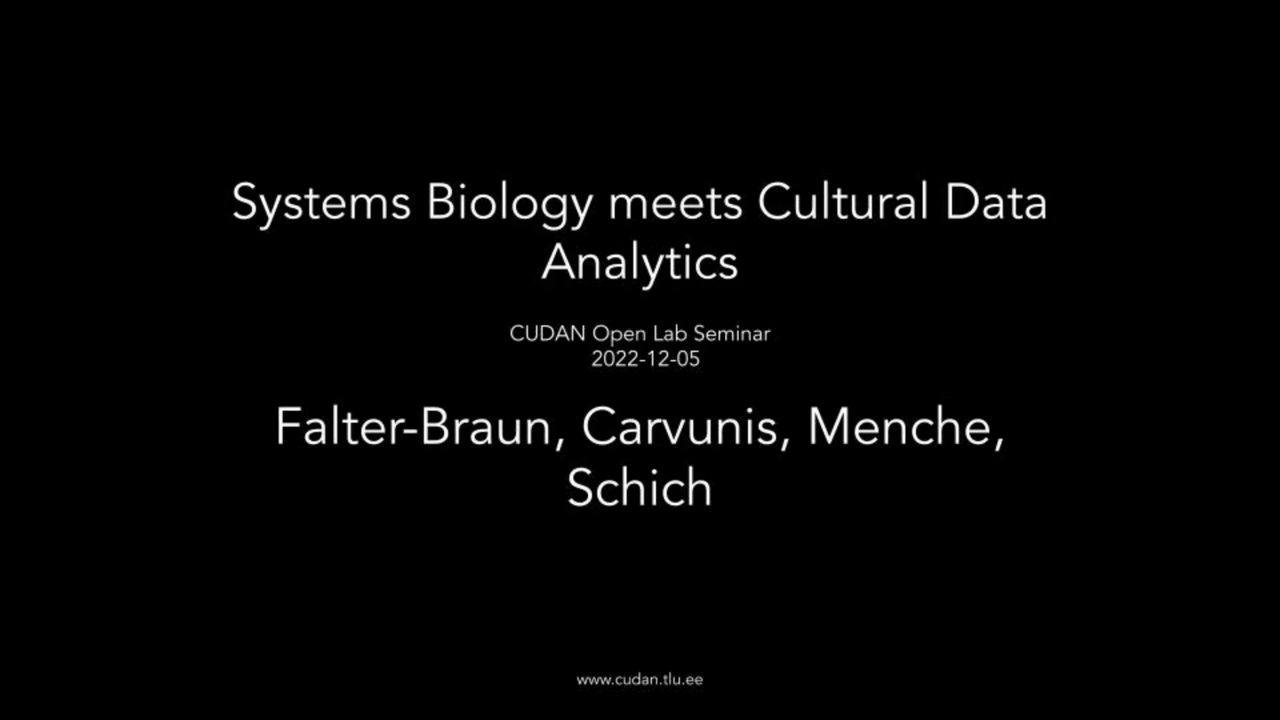 Systems Biology meets Cultural Data
Analytics
CUDAN Open Lab Seminar
2022-12-05
Falter-Braun, Carvunis, Menche,
Schich
www.cudan.tlu.ee